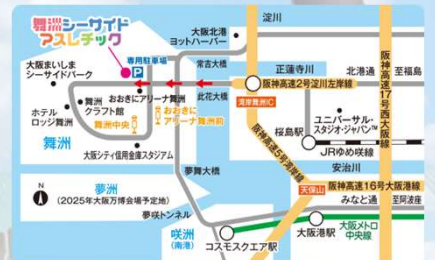 舞洲シーサイド
アスレチック
専用駐車場
P
大阪北港
ヨットハーバー
淀川
常吉大橋
正蓮寺川
北港通
至福島
阪神高速2号淀川左岸線
湾岸舞洲IC
阪神高速17号西大阪線
大阪まいしま
シーサイドパーク
おおきにアリーナ舞洲
此花大橋
舞洲
クラフト館
ホテル
ロッジ舞洲
舞洲中央
おおきに
アリーナ舞洲前
舞洲
大阪シティ信用金庫スタジアム
ユニバーサル・
スタジオ・ジャパン™
桜島駅
JRゆめ咲線
阪神高速5号湾岸線
安治川
夢舞大橋
天保山
阪神高速16号大阪港線
みなと通
至阿波座
N
夢洲
(2025年大阪万博会場予定地)
夢咲トンネル
咲洲
(南港)
コスモスクエア駅
大阪港駅
大阪メトロ
中央線